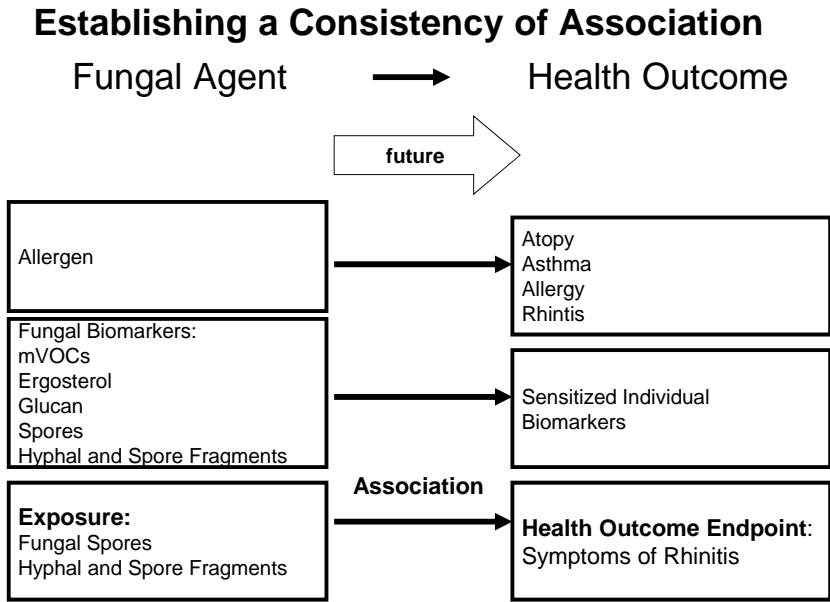 Establishing a Consistency of Association
Fungal Agent
Health Outcome
future
Allergen
Atopy
Asthma
Allergy
Rhintis
Fungal Biomarkers:
mVOCs
Ergosterol
Glucan
Spores
Hyphal and Spore Fragments
Sensitized Individual
Biomarkers
Association
Exposure:
Fungal Spores
Hyphal and Spore Fragments
Health Outcome Endpoint:
Symptoms of Rhinitis